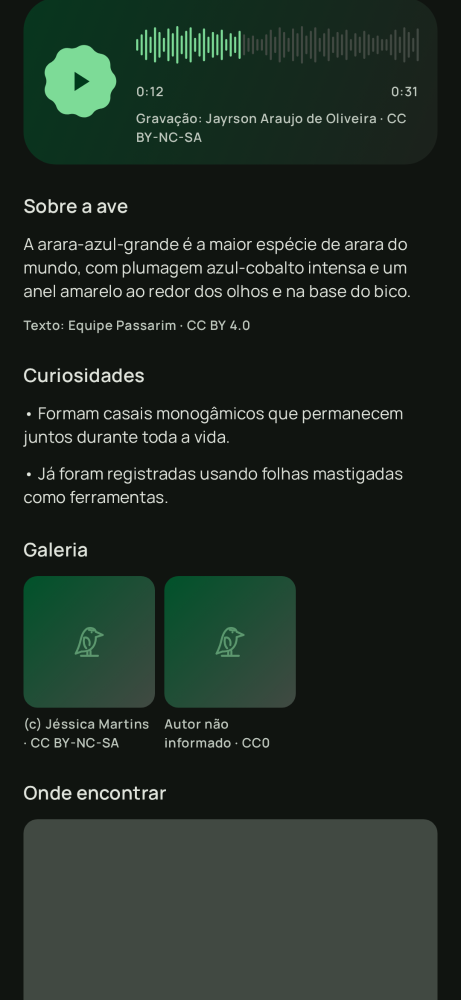 0:12
0:31
Gravação: Jayrson Araujo de Oliveira · CC
BY-NC-SA
Sobre a ave
A arara-azul-grande é a maior espécie de arara do
mundo, com plumagem azul-cobalto intensa e um
anel amarelo ao redor dos olhos e na base do bico.
Texto: Equipe Passarim · CC BY 4.0
Curiosidades
• Formam casais monogâmicos que permanecem
juntos durante toda a vida.
• Já foram registradas usando folhas mastigadas
como ferramentas.
Galeria
(c) Jéssica Martins
· CC BY-NC-SA
Autor não
informado · CC0
Onde encontrar